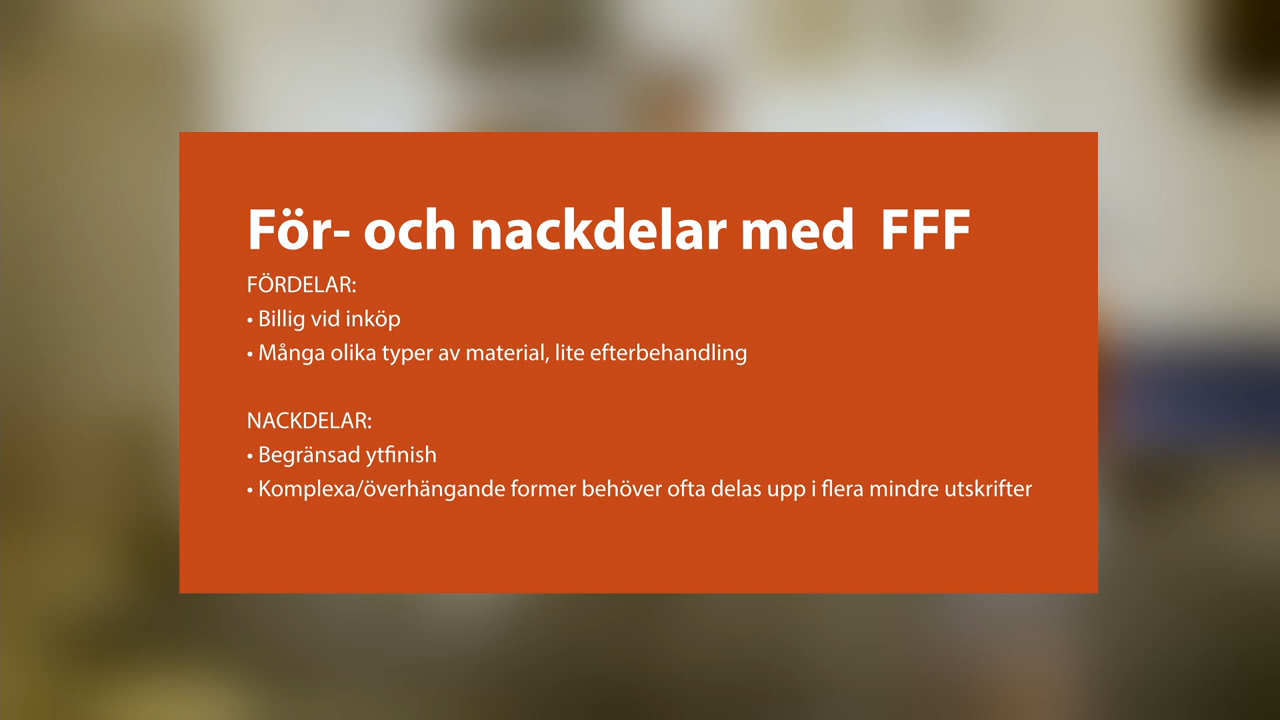 För- och nackdelar med  FFF
FÖRDELAR:
• Billig vid inköp
• Många olika typer av material, lite efterbehandling
NACKDELAR:
• Begränsad ytfinish
• Komplexa/överhängande former behöver ofta delas upp i flera mindre utskrifter